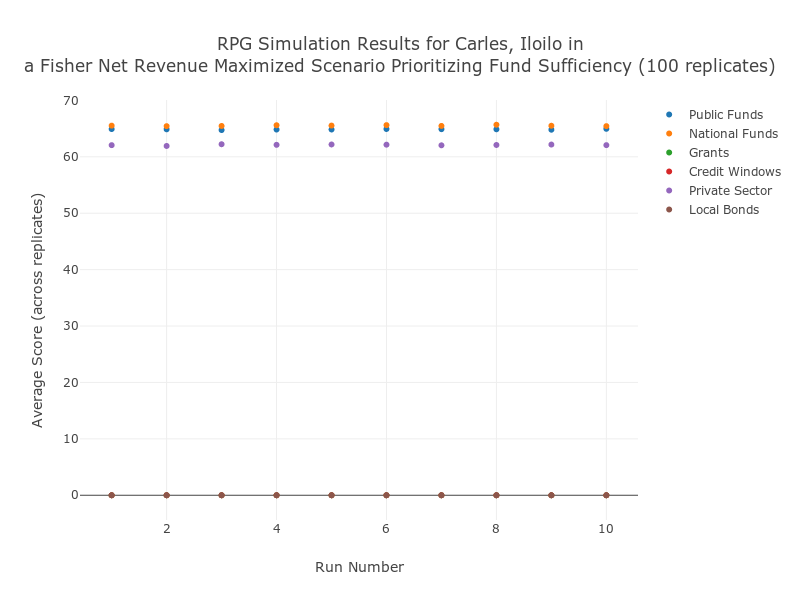 RPG Simulation Results for Carles, Iloilo in
a Fisher Net Revenue Maximized Scenario Prioritizing Fund Sufficiency (100 replicates)
70
60
50
40
30
20
10
0
Average Score (across replicates)
2 4 6 8 10
Run Number
Public Funds
National Funds
Grants
Credit Windows
Private Sector
Local Bonds